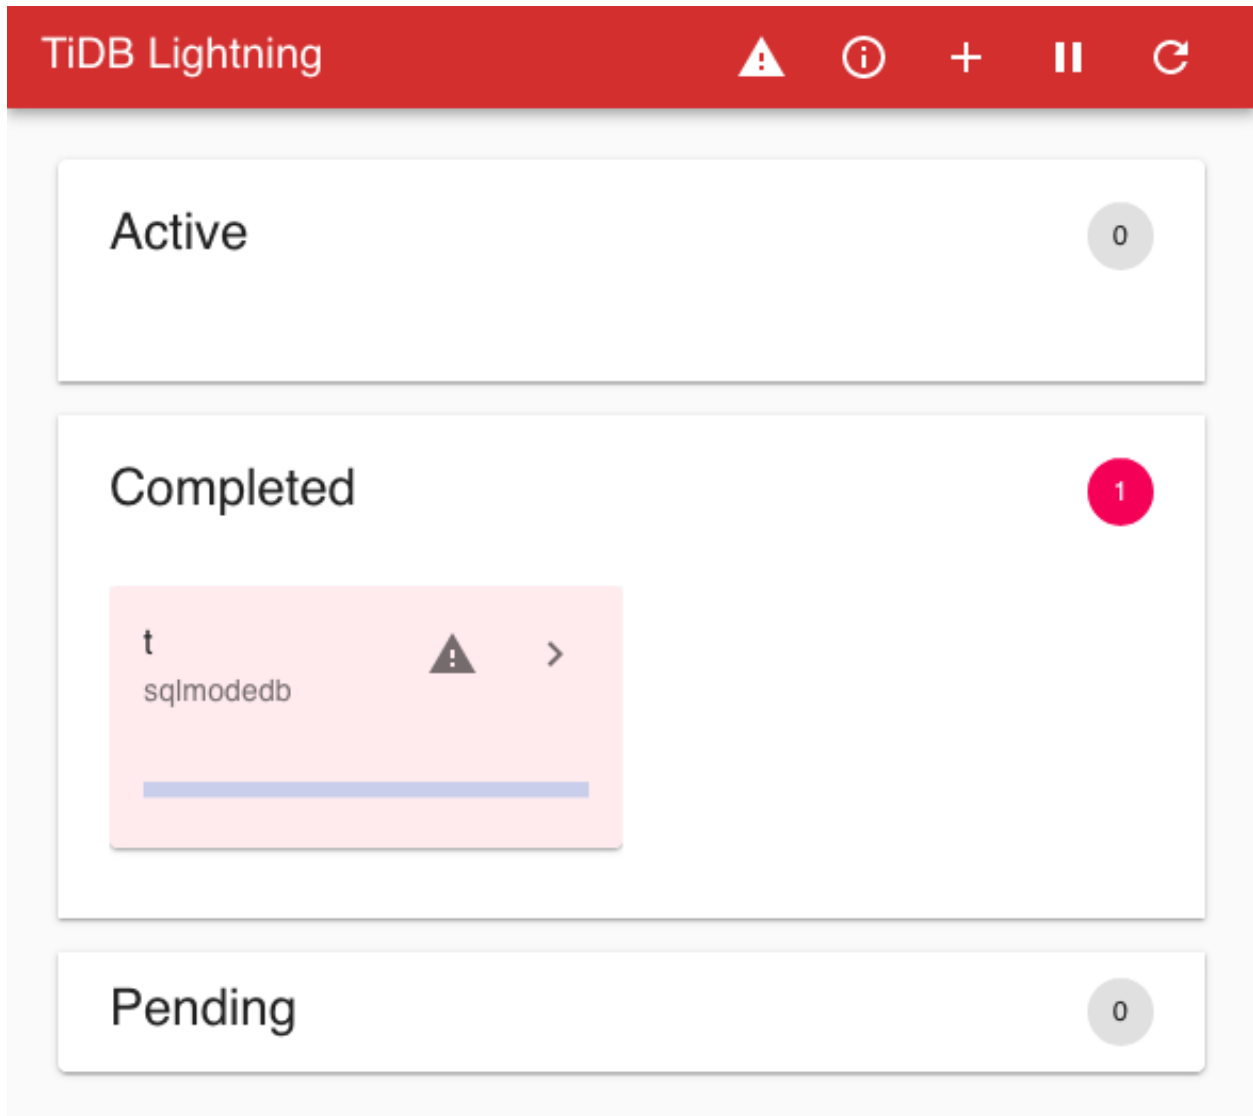 TiDB Lightning
Active
0
Completed
1
t
sqlmodedb
Pending
0